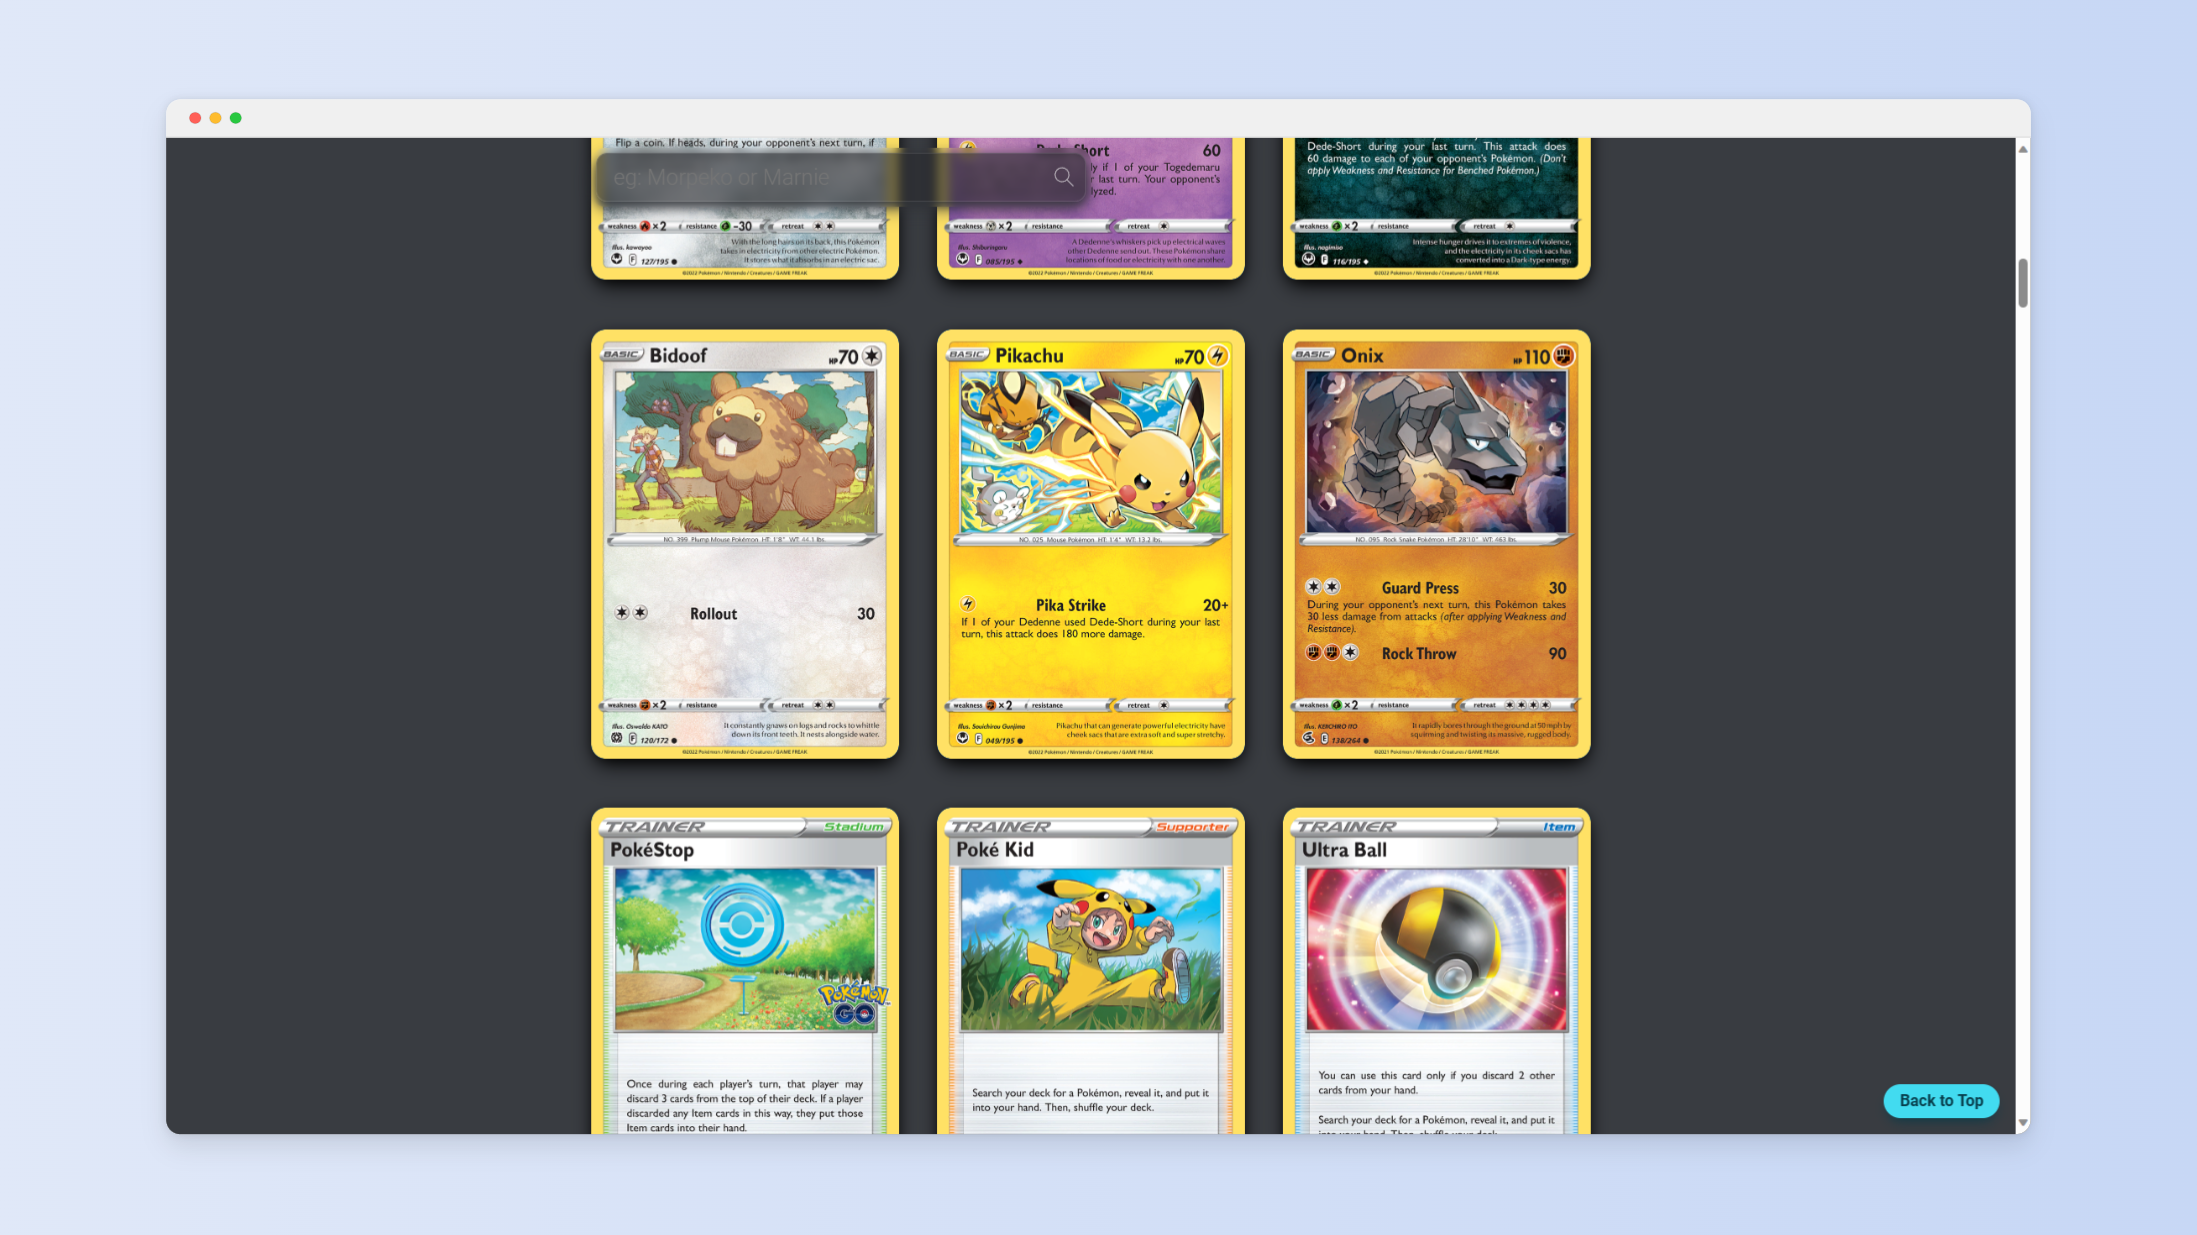 Flip a coin. If heads, during your opponent's next turn, if
eg: Morpeko or Marnie
weakness ×2 resistance -30 retreat
Illus. kawayoo
With the long hairs on its back, this Pokémon
takes in electricity from other electric Pokémon.
It stores what it absorbs in an electric sac.
F 127/195
©2022 Pokémon / Nintendo / Creatures / GAME FREAK
Dede-Short 60
ly if 1 of your Togedemaru
last turn. Your opponent's
lyzed.
weakness ×2 resistance retreat
Illus. Shiburingaru
A Dedenne's whiskers pick up electrical waves
other Dedenne send out. These Pokémon share
locations of food or electricity with one another.
F 085/195
©2022 Pokémon / Nintendo / Creatures / GAME FREAK
Dede-Short during your last turn. This attack does
60 damage to each of your opponent's Pokémon. (Don't
apply Weakness and Resistance for Benched Pokémon.)
weakness ×2 resistance retreat
Illus. nagimiso
Intense hunger drives it to extremes of violence,
and the electricity in its cheek sacs has
converted into a Dark-type energy.
F 116/195
©2022 Pokémon / Nintendo / Creatures / GAME FREAK
BASIC Bidoof HP 70
NO. 399 Plump Mouse Pokémon HT: 1'8" WT: 44.1 lbs.
Rollout 30
weakness ×2 resistance retreat
Illus. Oswaldo KATO
It constantly gnaws on logs and rocks to whittle
down its front teeth. It nests alongside water.
F 120/172
©2022 Pokémon / Nintendo / Creatures / GAME FREAK
BASIC Pikachu HP 70
NO. 025 Mouse Pokémon HT: 1'4" WT: 13.2 lbs.
Pika Strike 20+
If 1 of your Dedenne used Dede-Short during your last
turn, this attack does 180 more damage.
weakness ×2 resistance retreat
Illus. Souichirou Gunjima
Pikachu that can generate powerful electricity have
cheek sacs that are extra soft and super stretchy.
F 049/195
©2022 Pokémon / Nintendo / Creatures / GAME FREAK
BASIC Onix HP 110
NO. 095 Rock Snake Pokémon HT: 28'10" WT: 463 lbs.
Guard Press 30
During your opponent's next turn, this Pokémon takes
30 less damage from attacks (after applying Weakness and
Resistance).
Rock Throw 90
weakness ×2 resistance retreat
Illus. KEIICHIRO ITO
It rapidly bores through the ground at 50 mph by
squirming and twisting its massive, rugged body.
E 138/264
©2021 Pokémon / Nintendo / Creatures / GAME FREAK
TRAINER Stadium
PokéStop
POKÉMON
GO
Once during each player's turn, that player may
discard 3 cards from the top of their deck. If a player
discarded any Item cards in this way, they put those
Item cards into their hand.
TRAINER Supporter
Poké Kid
Search your deck for a Pokémon, reveal it, and put it
into your hand. Then, shuffle your deck.
TRAINER Item
Ultra Ball
You can use this card only if you discard 2 other
cards from your hand.
Search your deck for a Pokémon, reveal it, and put it
into your hand. Then, shuffle your deck.
Back to Top